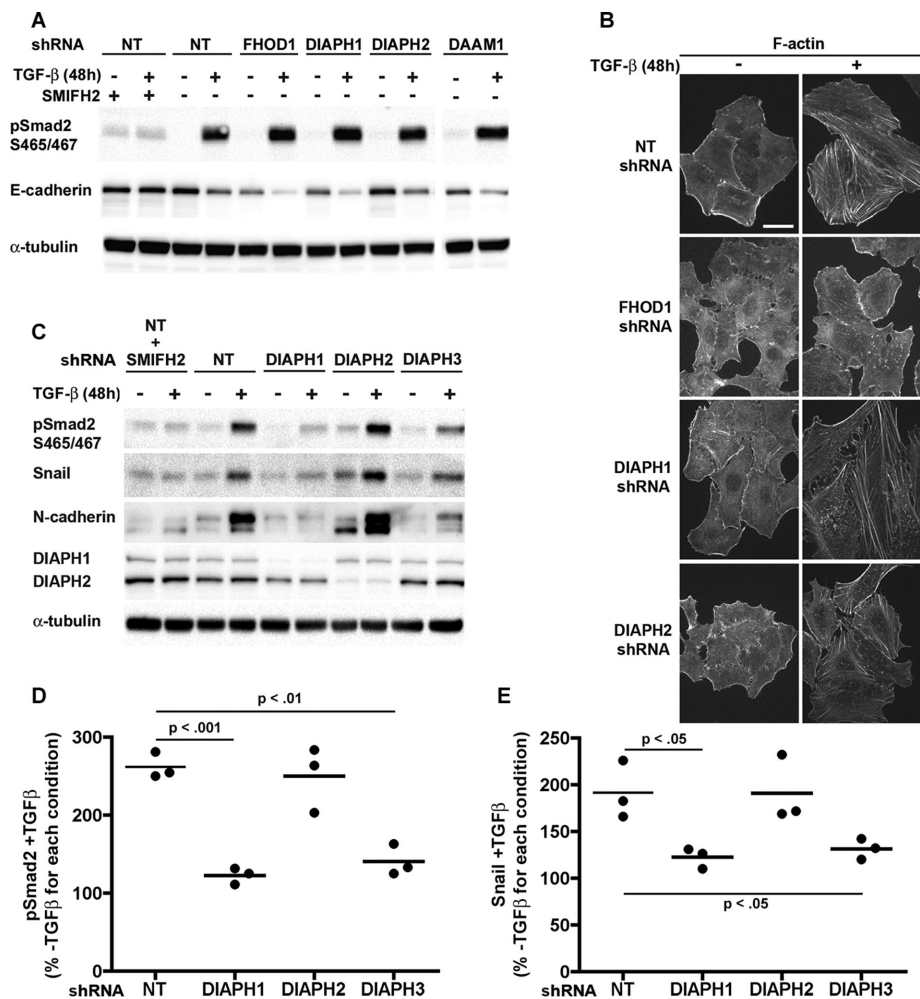 A
shRNA NT NT FHOD1 DIAPH1 DIAPH2 DAAM1
TGF-β (48h) - + - + - + - + - + - +
SMIFH2 + + - - - - - - - - - -
pSmad2
S465/467
E-cadherin
α-tubulin
B
F-actin
TGF-β (48h) - +
NT
shRNA
FHOD1
shRNA
DIAPH1
shRNA
DIAPH2
shRNA
C
NT
+
shRNA SMIFH2 NT DIAPH1 DIAPH2 DIAPH3
TGF-β (48h) - + - + - + - + - +
pSmad2
S465/467
Snail
N-cadherin
DIAPH1
DIAPH2
α-tubulin
D
p < .01
p < .001
pSmad2 +TGFβ
(% -TGFβ for each condition)
300
200
100
0
shRNA NT DIAPH1 DIAPH2 DIAPH3
E
p < .05
p < .05
Snail +TGFβ
(% -TGFβ for each condition)
250
200
150
100
50
0
shRNA NT DIAPH1 DIAPH2 DIAPH3